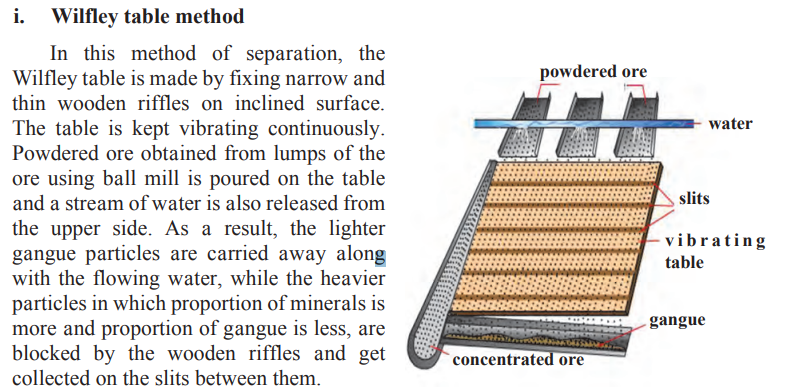 i. Wilfley table method
In this method of separation, the
Wilfley table is made by fixing narrow and
thin wooden riffles on inclined surface.
The table is kept vibrating continuously.
Powdered ore obtained from lumps of the
ore using ball mill is poured on the table
and a stream of water is also released from
the upper side. As a result, the lighter
gangue particles are carried away along
with the flowing water, while the heavier
particles in which proportion of minerals is
more and proportion of gangue is less, are
blocked by the wooden riffles and get
collected on the slits between them.
powdered ore
water
slits
vibrating
table
gangue
concentrated ore